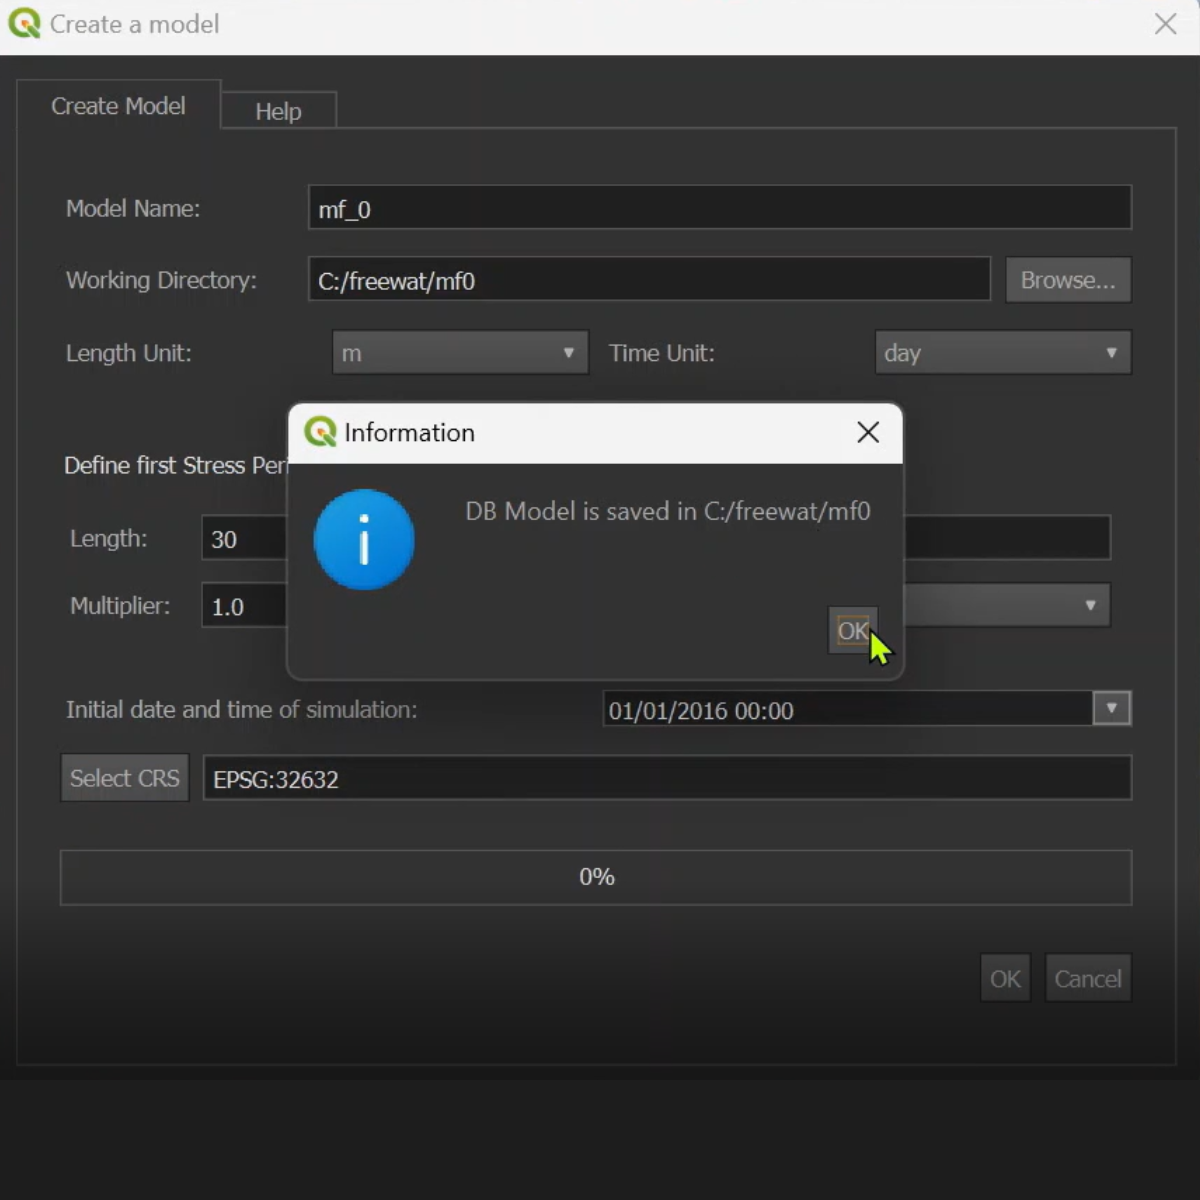 Create a model
Create Model
Help
Model Name:
mf_0
Working Directory:
C:/freewat/mf0
Browse...
Length Unit:
m
Time Unit:
day
Information
Define first Stress Peri
DB Model is saved in C:/freewat/mf0
Length:
30
Multiplier:
1.0
OK
Initial date and time of simulation:
01/01/2016 00:00
Select CRS
EPSG:32632
0%
OK
Cancel